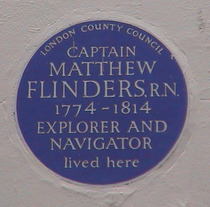 LONDON COUNTY COUNCIL
CAPTAIN
MATTHEW
FLINDERS, R.N.
1774-1814
EXPLORER AND
NAVIGATOR
lived here